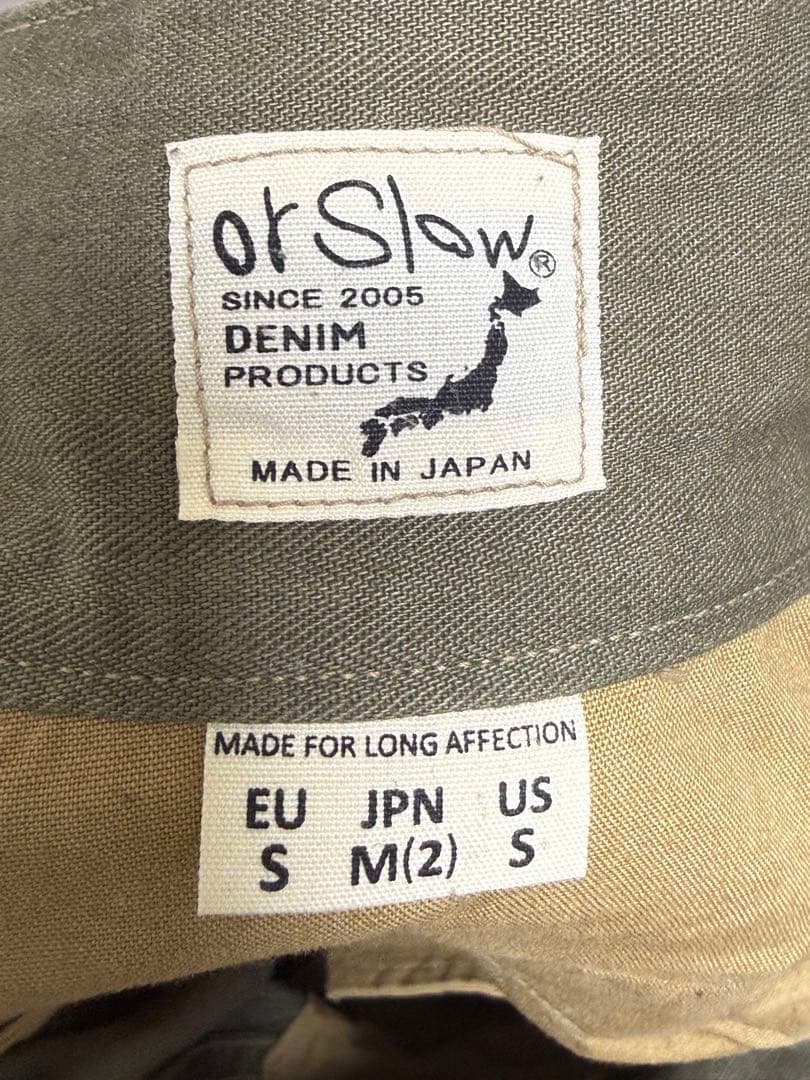 orSlow®
SINCE 2005
DENIM
PRODUCTS
MADE IN JAPAN
MADE FOR LONG AFFECTION
EU JPN US
S M(2) S